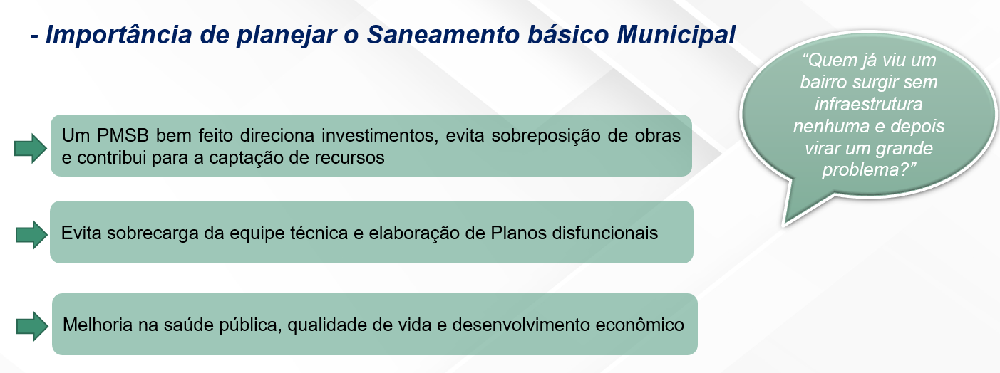 - Importância de planejar o Saneamento básico Municipal
“Quem já viu um
bairro surgir sem
infraestrutura
nenhuma e depois
virar um grande
problema?”
Um PMSB bem feito direciona investimentos, evita sobreposição de obras
e contribui para a captação de recursos
Evita sobrecarga da equipe técnica e elaboração de Planos disfuncionais
Melhoria na saúde pública, qualidade de vida e desenvolvimento econômico